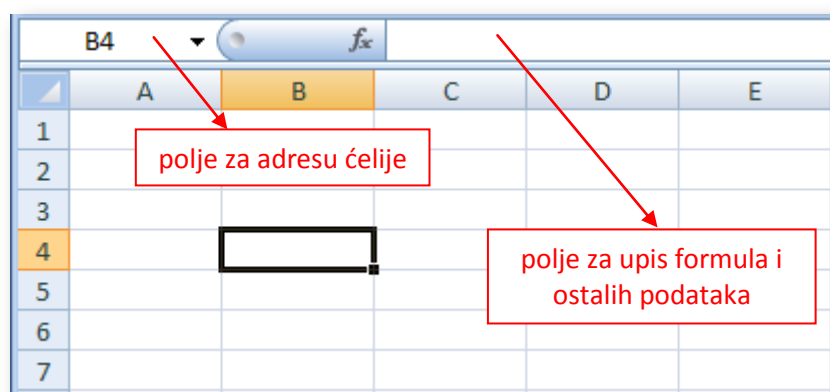 B4 fx
A B C D E
1
polje za adresu ćelije
2
3
4
polje za upis formula i
ostalih podataka
5
6
7